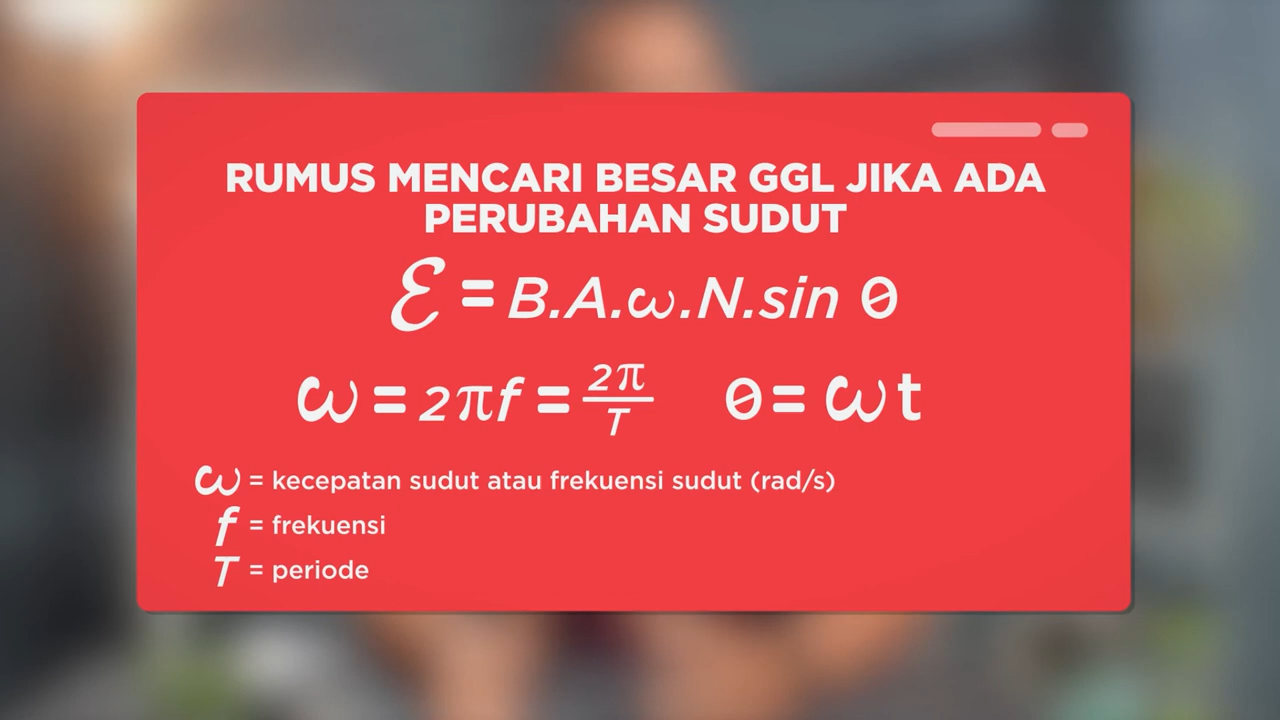 RUMUS MENCARI BESAR GGL JIKA ADA
PERUBAHAN SUDUT
ℰ = B.A.ω.N.sin θ
ω = 2πf = 2π/T θ = ωt
ω = kecepatan sudut atau frekuensi sudut (rad/s)
f = frekuensi
T = periode